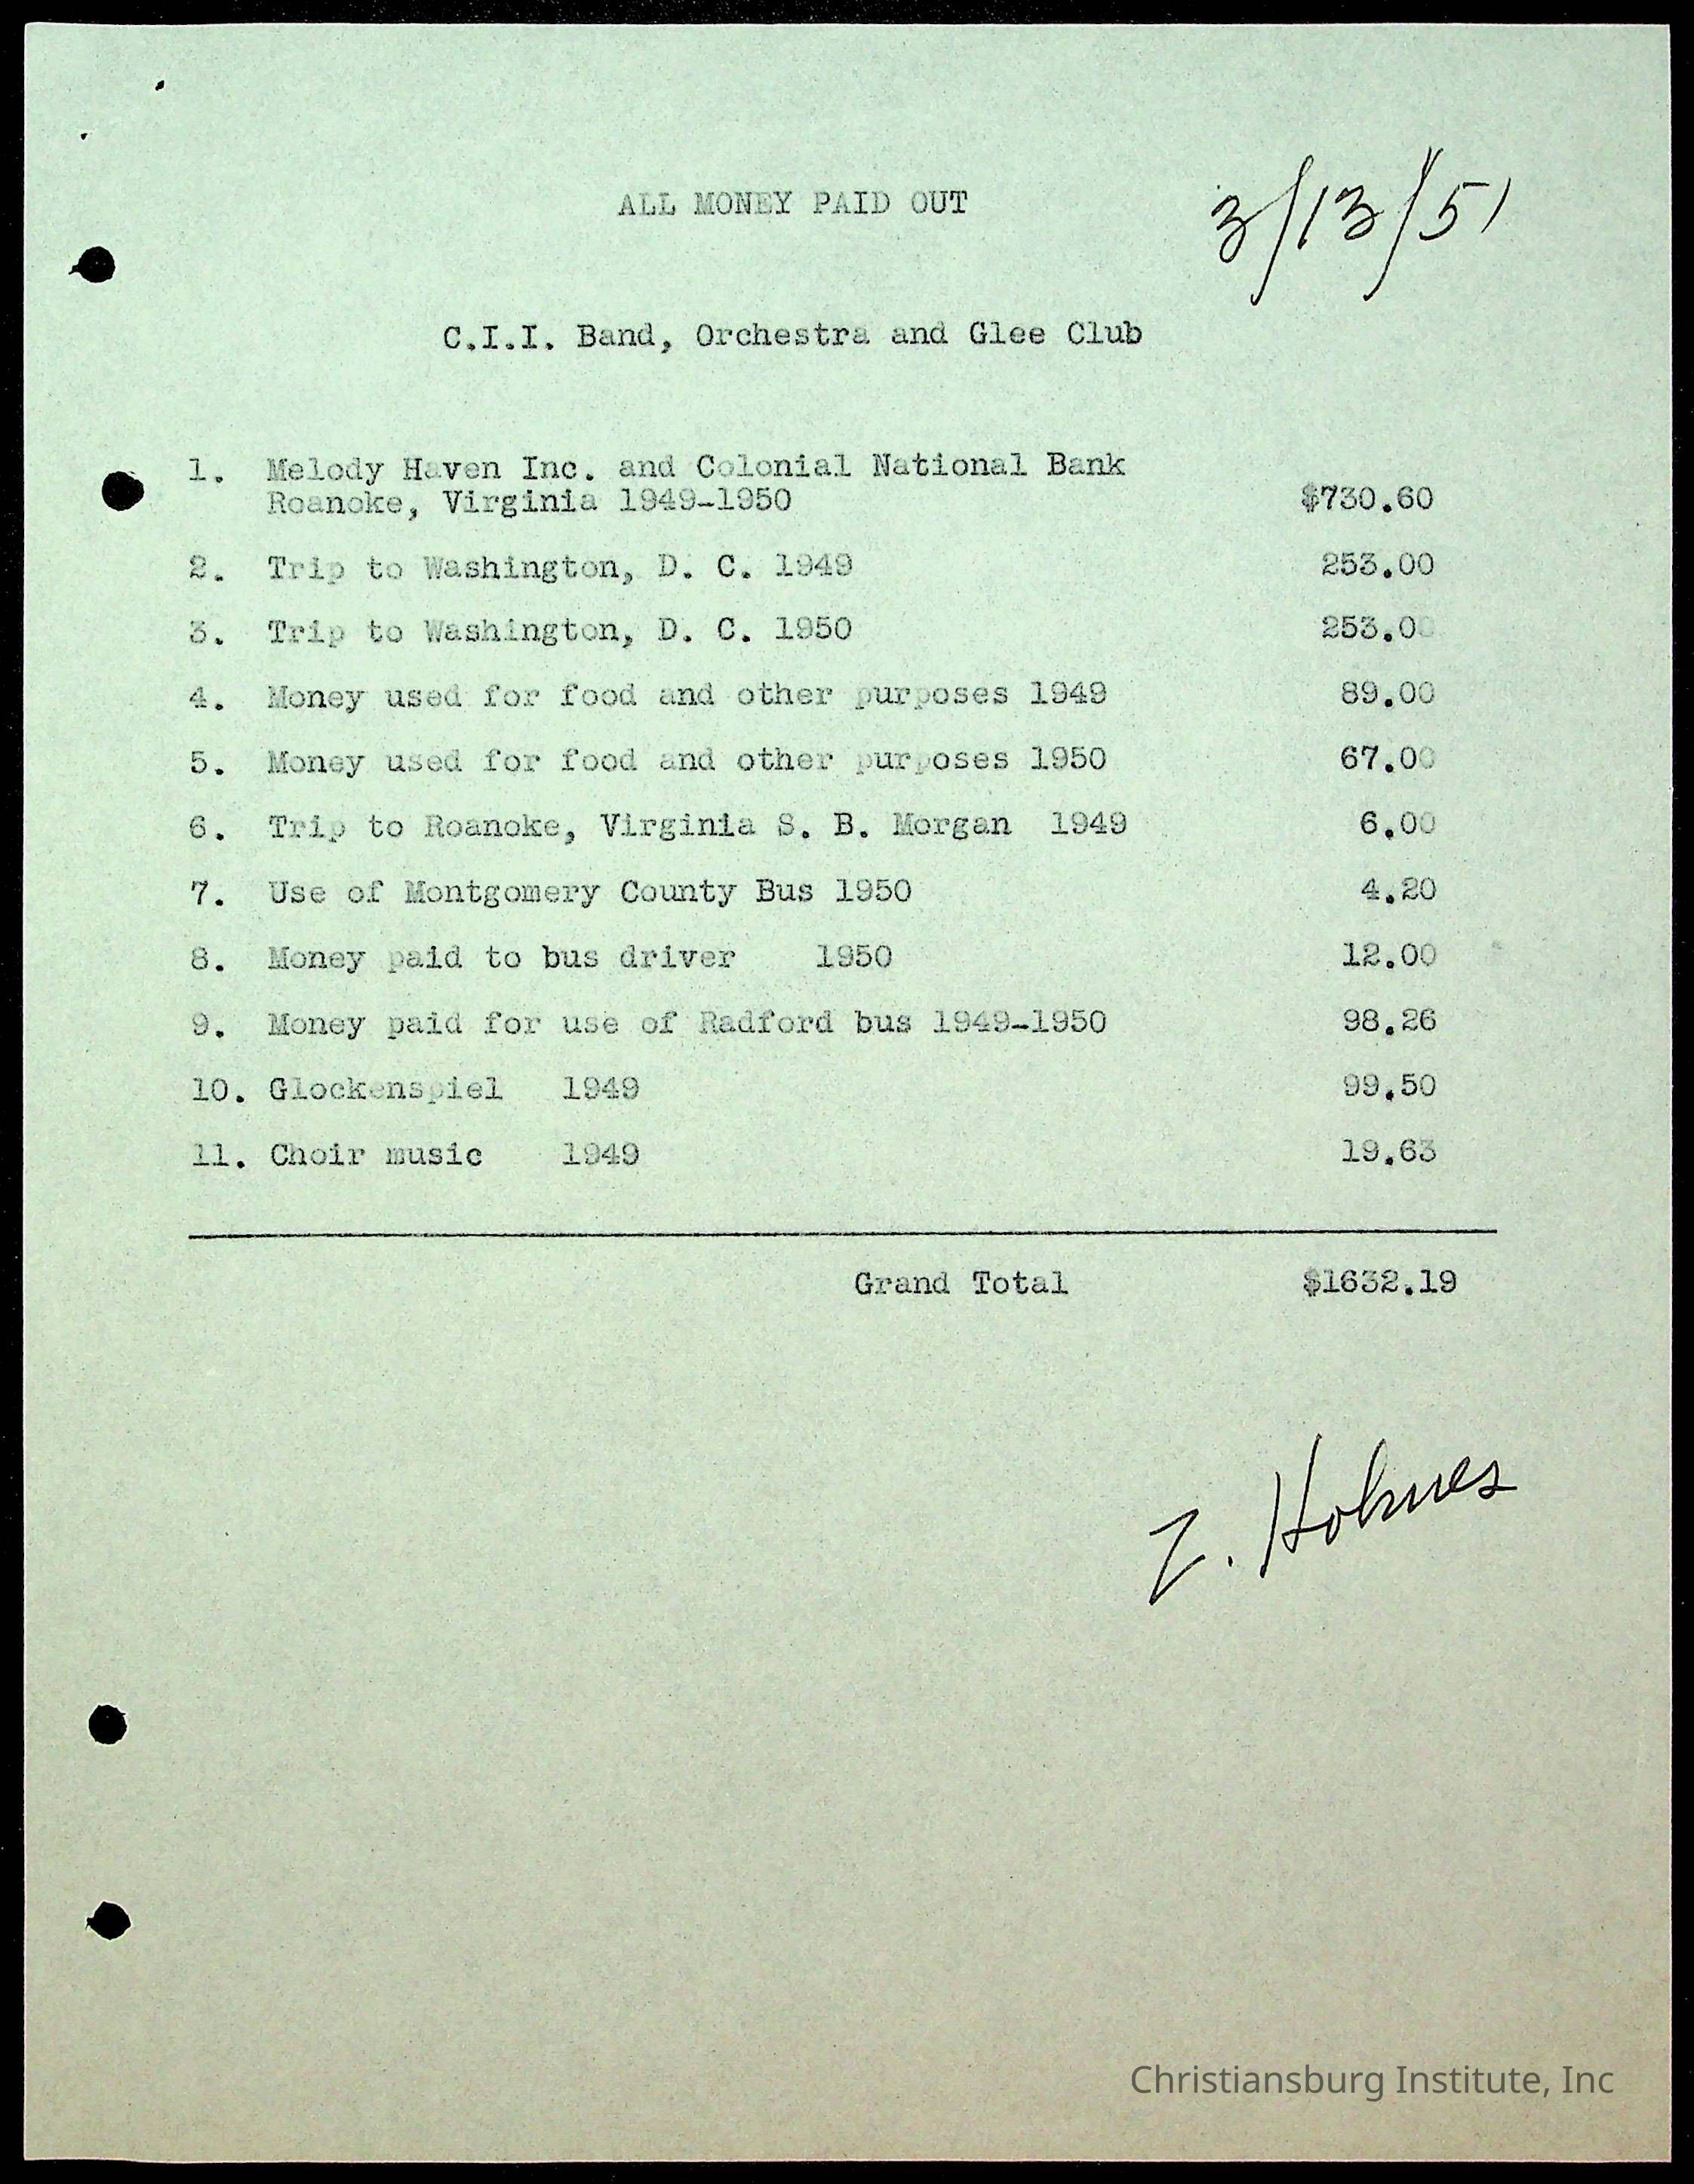 3/13/51
ALL MONEY PAID OUT
C.I.I. Band, Orchestra and Glee Club
1. Melody Haven Inc. and Colonial National Bank
Roanoke, Virginia 1949-1950 $730.60
2. Trip to Washington, D. C. 1949 253.00
3. Trip to Washington, D. C. 1950 253.00
4. Money used for food and other purposes 1949 89.00
5. Money used for food and other purposes 1950 67.00
6. Trip to Roanoke, Virginia S. B. Morgan 1949 6.00
7. Use of Montgomery County Bus 1950 4.20
8. Money paid to bus driver 1950 12.00
9. Money paid for use of Radford bus 1949-1950 98.26
10. Glockenspiel 1949 99.50
11. Choir music 1949 19.63
Grand Total $1632.19
Z. Holmes
Christiansburg Institute, Inc